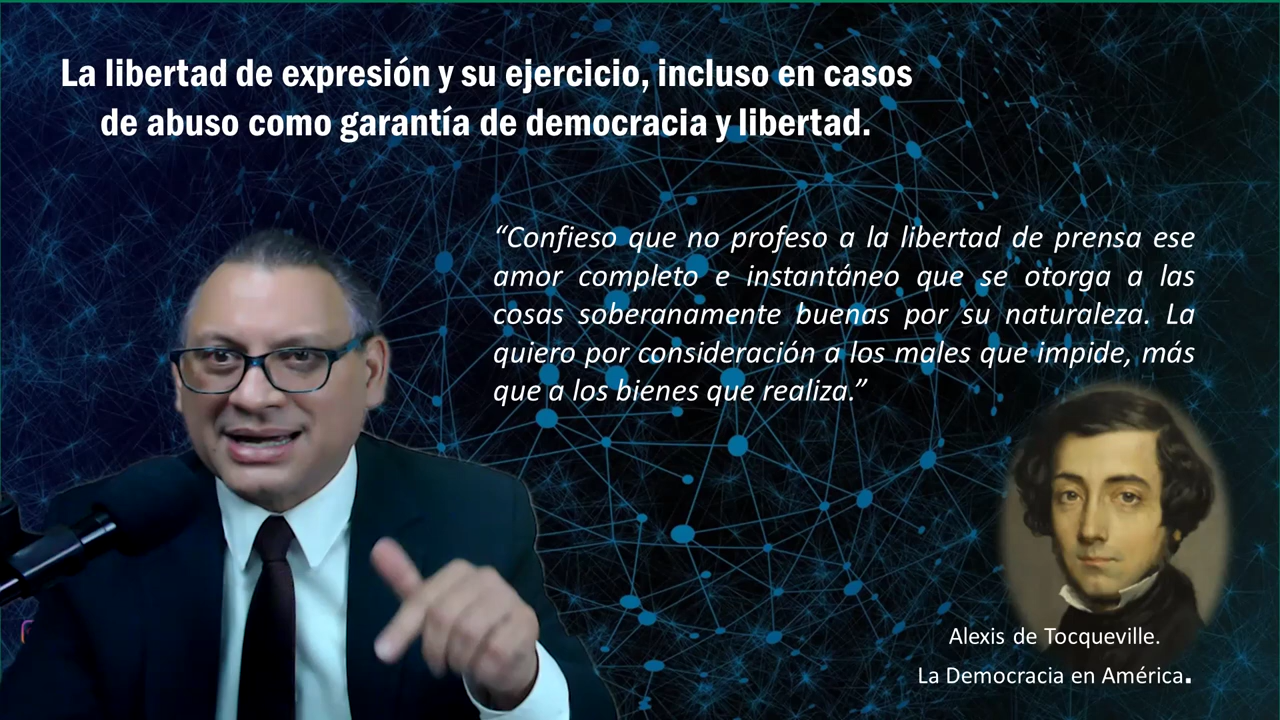 La libertad de expresión y su ejercicio, incluso en casos
de abuso como garantía de democracia y libertad.
“Confieso que no profeso a la libertad de prensa ese
amor completo e instantáneo que se otorga a las
cosas soberanamente buenas por su naturaleza. La
quiero por consideración a los males que impide, más
que a los bienes que realiza.”
Alexis de Tocqueville.
La Democracia en América.